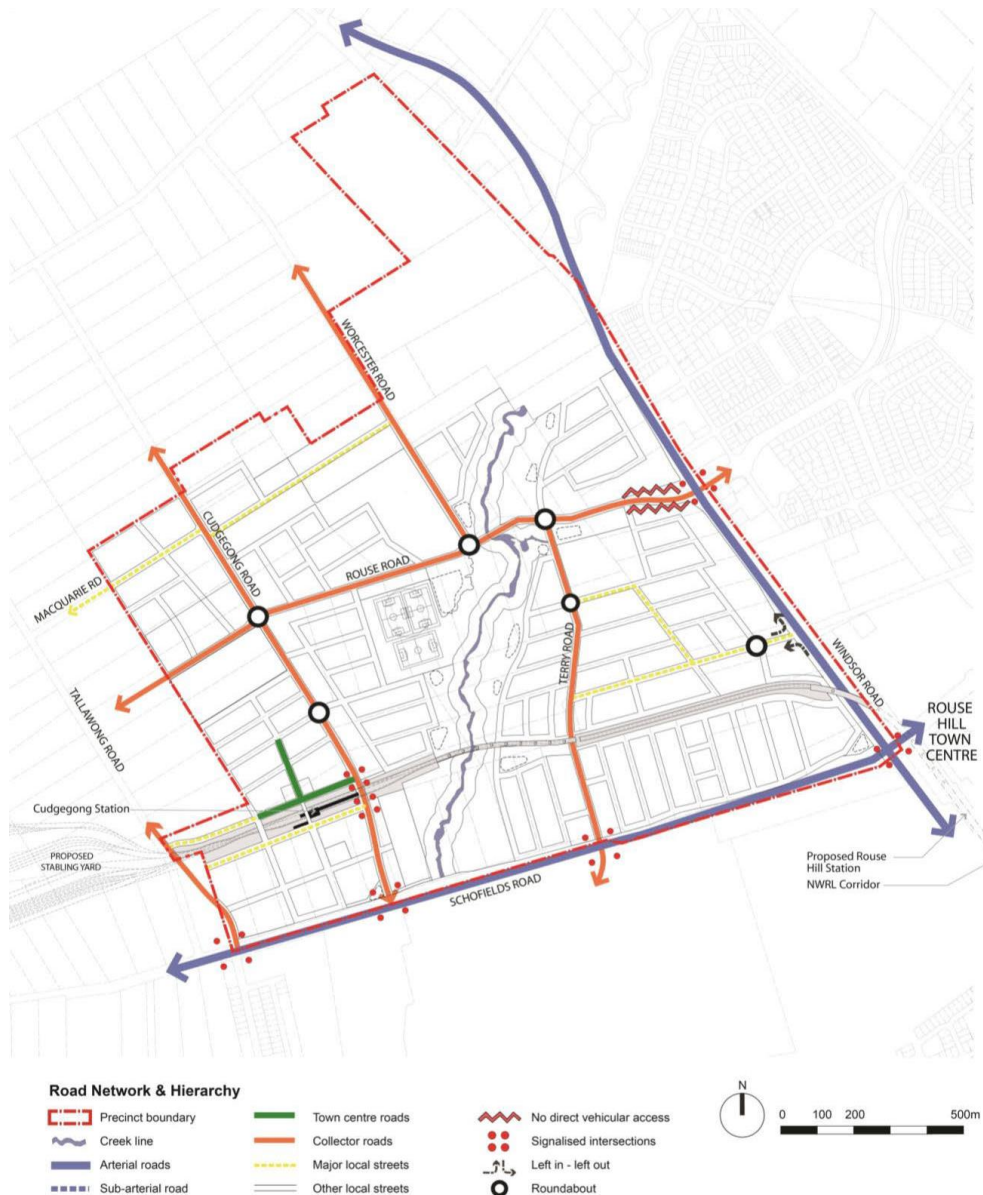 WORCESTER ROAD
CUDGEGONG ROAD
ROUSE ROAD
MACQUARIE RD
TERRY ROAD
WINDSOR ROAD
TALLAWONG ROAD
ROUSE
HILL
TOWN
CENTRE
Cudgegong Station
PROPOSED
STABLING YARD
SCHOFIELDS ROAD
Proposed Rouse
Hill Station
NWRL Corridor
Road Network & Hierarchy
Precinct boundary
Creek line
Arterial roads
Sub-arterial road
Town centre roads
Collector roads
Major local streets
Other local streets
No direct vehicular access
Signalised intersections
Left in - left out
Roundabout
N
0 100 200 500m